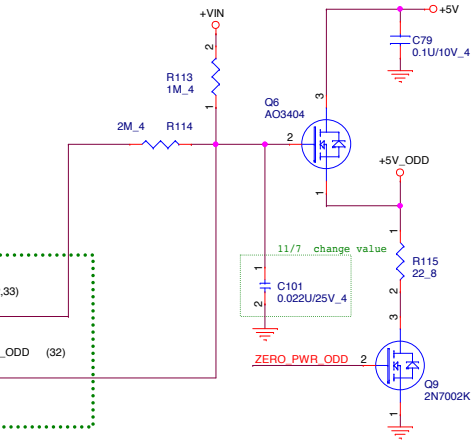 +VIN
+5V
C79
0.1U/10V_4
2
R113
1M_4
1
Q6
AO3404
3
2M_4
R114
2
1
+5V_ODD
11/7 change value
1
C101
0.022U/25V_4
2
1
R115
22_8
2
,33)
_ODD (32)
ZERO_PWR_ODD
2
3
Q9
2N7002K
1